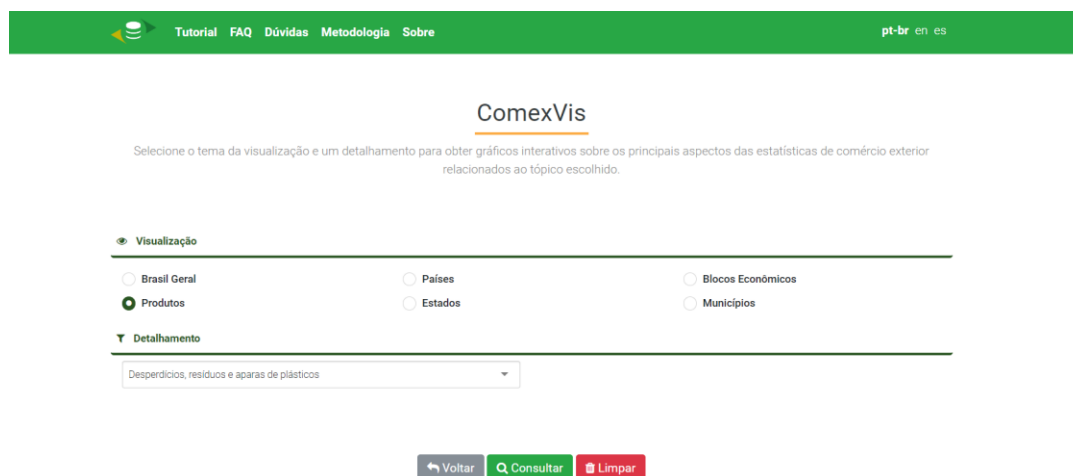 Tutorial FAQ Dúvidas Metodologia Sobre pt-br en es
ComexVis
Selecione o tema da visualização e um detalhamento para obter gráficos interativos sobre os principais aspectos das estatísticas de comércio exterior
relacionados ao tópico escolhido.
Visualização
Brasil Geral Países Blocos Econômicos
Produtos Estados Municípios
Detalhamento
Desperdícios, resíduos e aparas de plásticos
Voltar Consultar Limpar